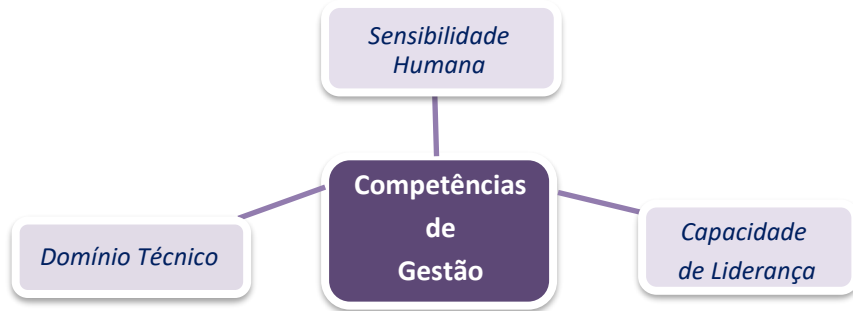 Sensibilidade
Humana
Competências
de
Gestão
Domínio Técnico
Capacidade
de Liderança